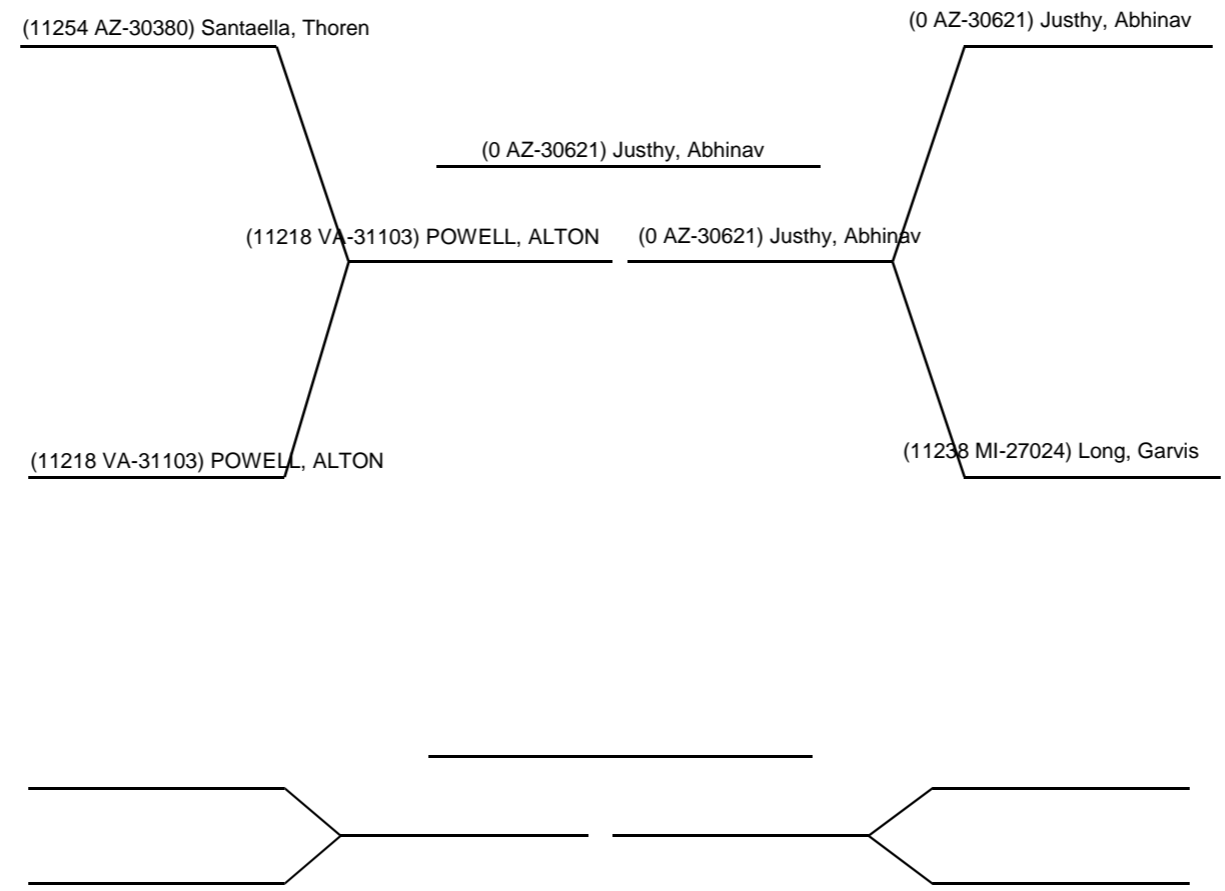 (11254 AZ-30380) Santaella, Thoren
(0 AZ-30621) Justhy, Abhinav
(0 AZ-30621) Justhy, Abhinav
(11218 VA-31103) POWELL, ALTON
(0 AZ-30621) Justhy, Abhinav
(11218 VA-31103) POWELL, ALTON
(11238 MI-27024) Long, Garvis